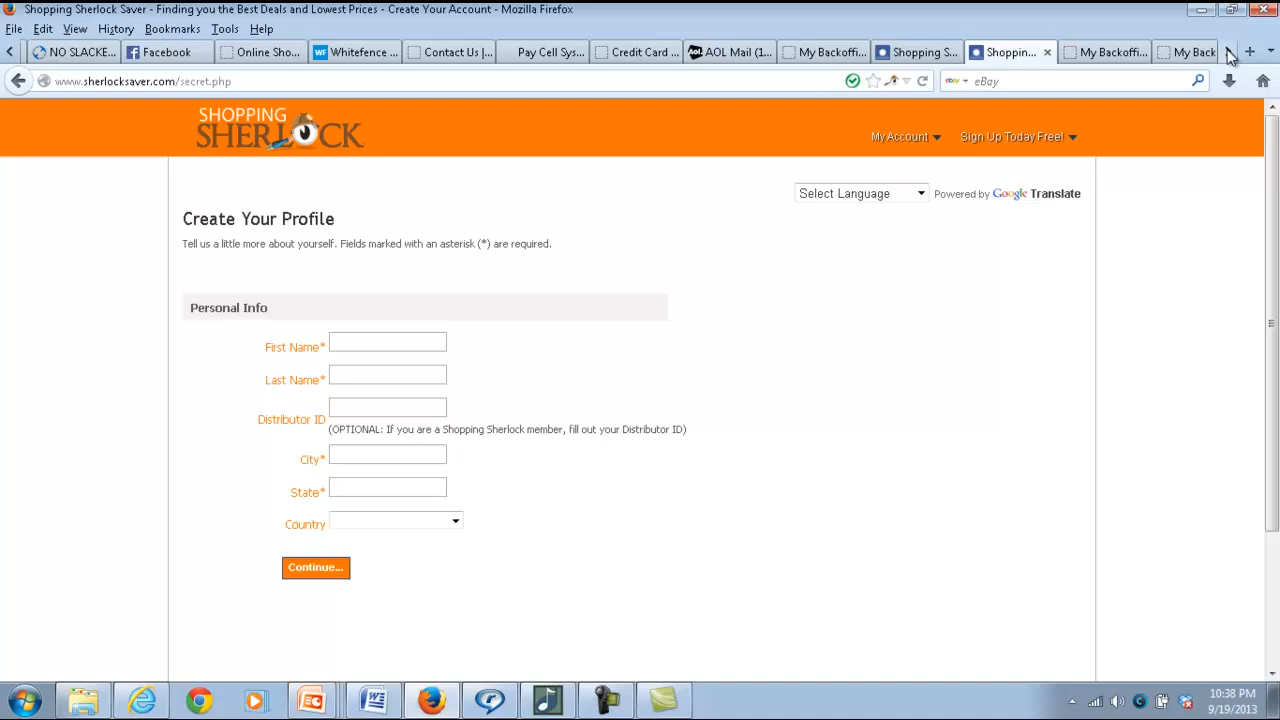 Shopping Sherlock Saver - Finding you the Best Deals and Lowest Prices - Create Your Account - Mozilla Firefox
File Edit View History Bookmarks Tools Help
NO SLACKE... Facebook Online Sho... WF Whitefence ... Contact Us |... Pay Cell Sys... Credit Card ... Aol. AOL Mail (1... My Backoffi... Shopping S... Shoppin... My Backoffi... My Back
www.sherlocksaver.com/secret.php
ebay eBay
SHOPPING
SHERLOCK
My Account Sign Up Today Free!
Select Language Powered by Google Translate
Create Your Profile
Tell us a little more about yourself. Fields marked with an asterisk (*) are required.
Personal Info
First Name*
Last Name*
Distributor ID
(OPTIONAL: If you are a Shopping Sherlock member, fill out your Distributor ID)
City*
State*
Country
Continue...
10:38 PM
9/19/2013